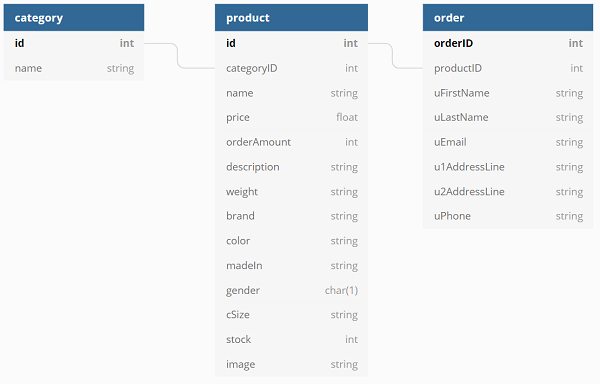 category
id int
name string
product
id int
categoryID int
name string
price float
orderAmount int
description string
weight string
brand string
color string
madeIn string
gender char(1)
cSize string
stock int
image string
order
orderID int
productID int
uFirstName string
uLastName string
uEmail string
u1AddressLine string
u2AddressLine string
uPhone string